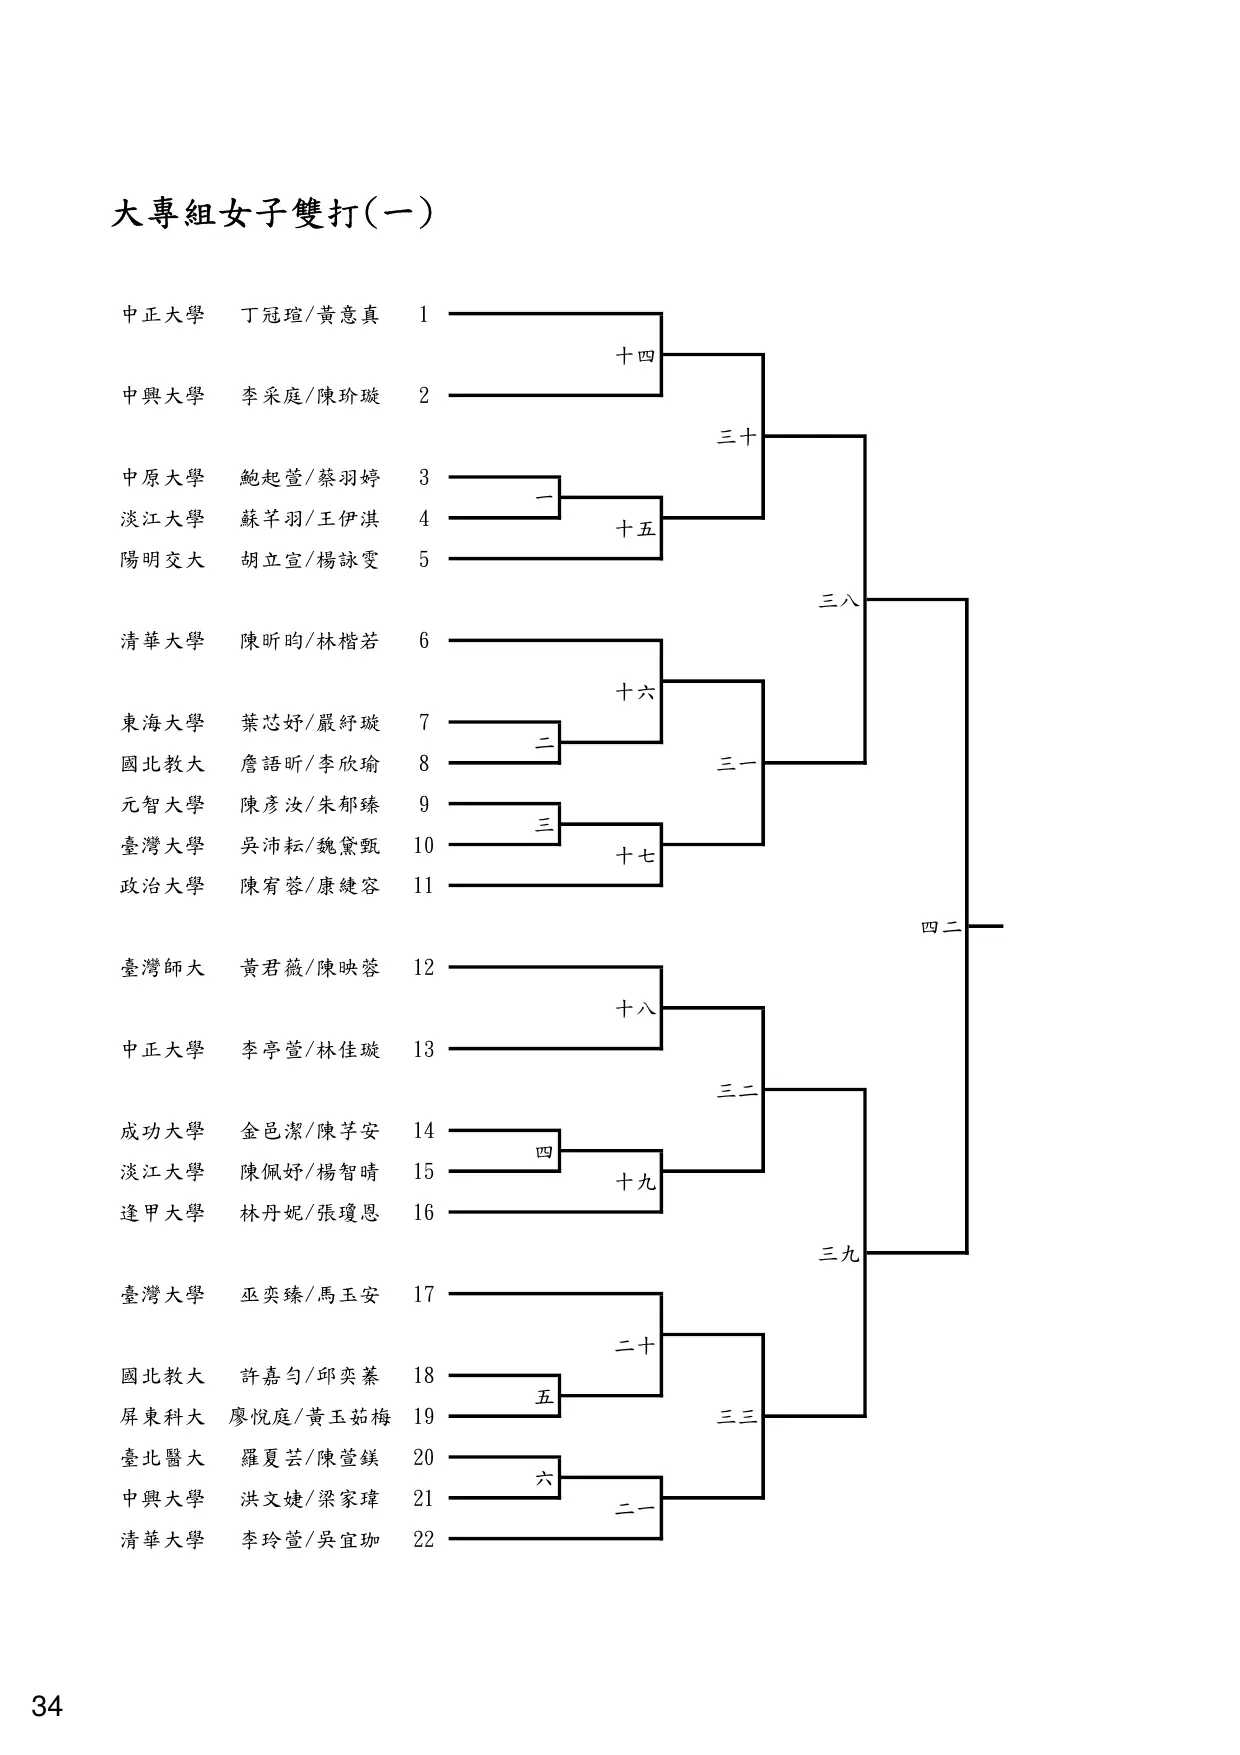 大專組女子雙打(一)
中正大學 丁冠瑄/黃意真 1
十四
中興大學 李采庭/陳玠璇 2
三十
中原大學 鮑起萱/蔡羽婷 3
一
淡江大學 蘇芊羽/王伊淇 4
十五
陽明交大 胡立宣/楊詠雯 5
三八
清華大學 陳昕昀/林楷若 6
十六
東海大學 葉芯妤/嚴紓璇 7
二
國北教大 詹語昕/李欣瑜 8
三一
元智大學 陳彥汝/朱郁臻 9
三
臺灣大學 吳沛耘/魏黛甄 10
十七
政治大學 陳宥蓉/康緁容 11
四二
臺灣師大 黃君薇/陳映蓉 12
十八
中正大學 李亭萱/林佳璇 13
三二
成功大學 金邑潔/陳芓安 14
四
淡江大學 陳佩妤/楊智晴 15
十九
逢甲大學 林丹妮/張瓊恩 16
三九
臺灣大學 巫奕臻/馬玉安 17
二十
國北教大 許嘉勻/邱奕蓁 18
五
屏東科大 廖悅庭/黃玉茹梅 19
三三
臺北醫大 羅夏芸/陳萱鎂 20
六
中興大學 洪文婕/梁家瑋 21
二一
清華大學 李玲萱/吳宜珈 22
34